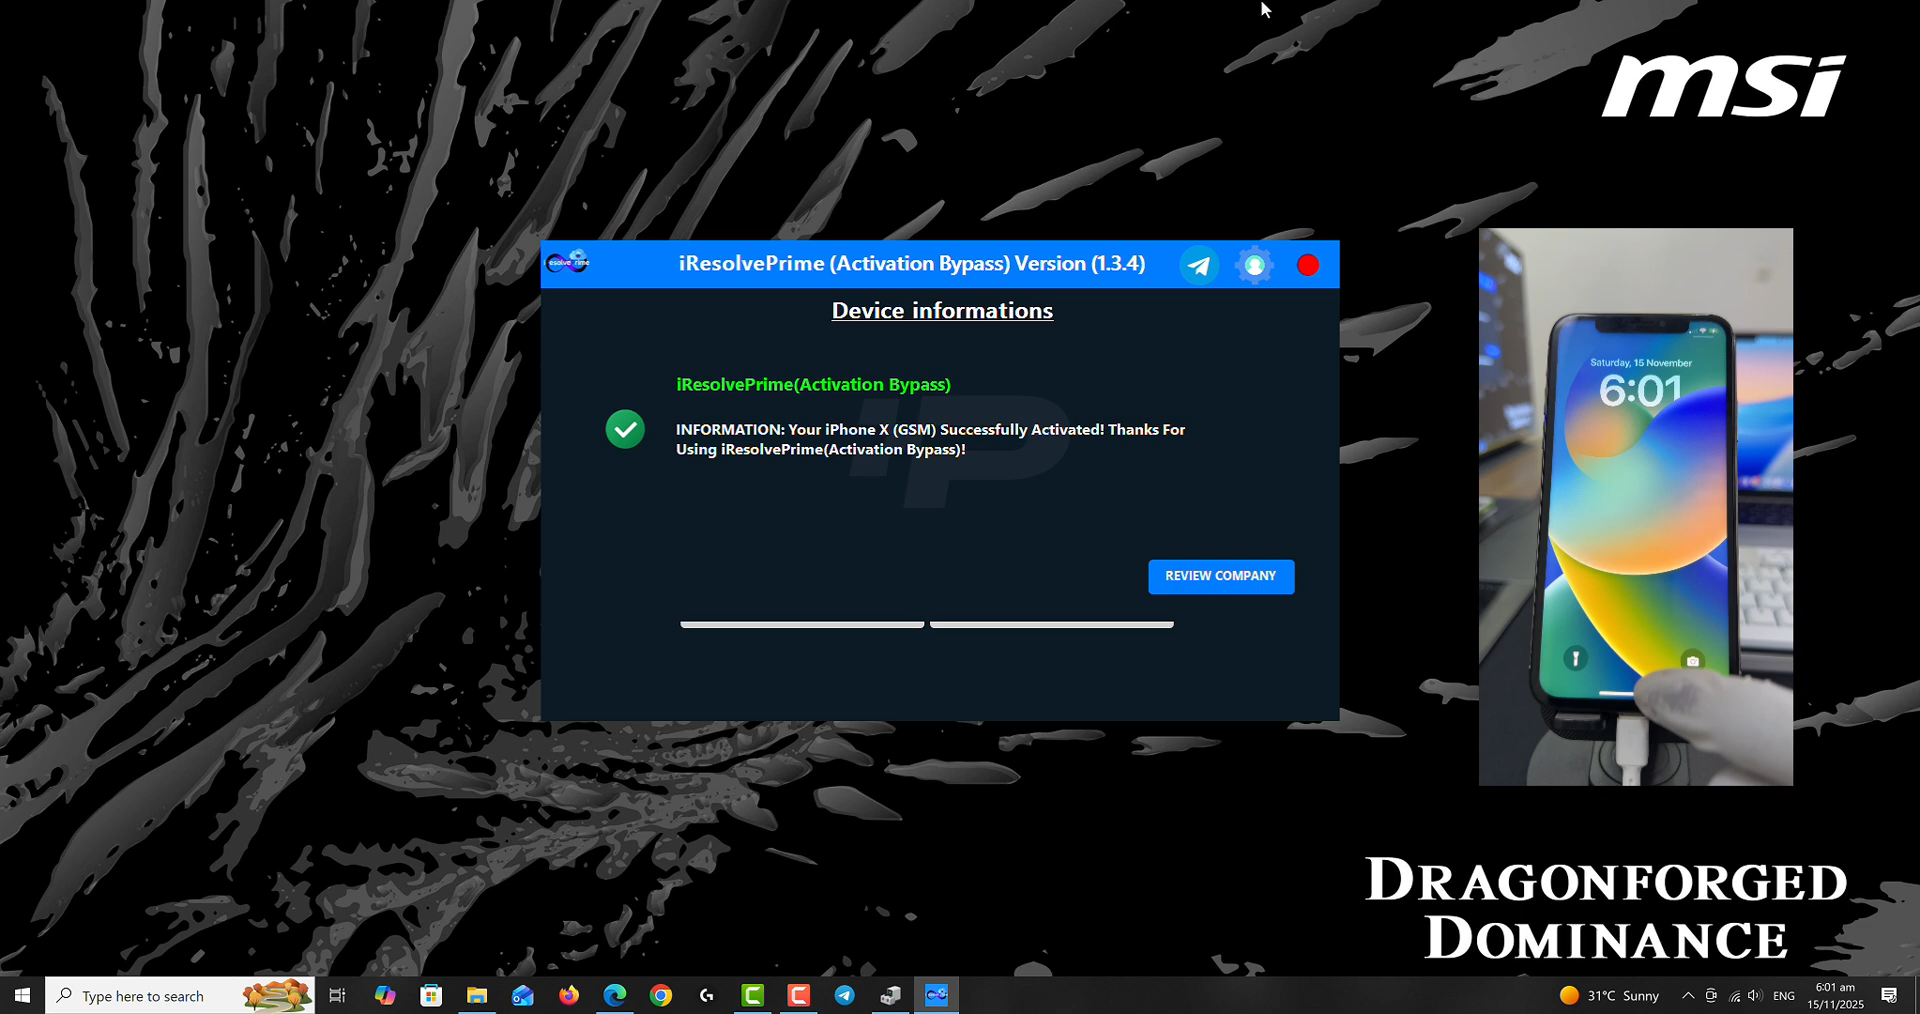 msi
iResolvePrime (Activation Bypass) Version (1.3.4)
Device informations
iResolvePrime(Activation Bypass)
INFORMATION: Your iPhone X (GSM) Successfully Activated! Thanks For
Using iResolvePrime(Activation Bypass)!
REVIEW COMPANY
Saturday, 15 November
6:01
DRAGONFORGED
DOMINANCE
Type here to search
31°C Sunny
ENG
6:01 am
15/11/2025